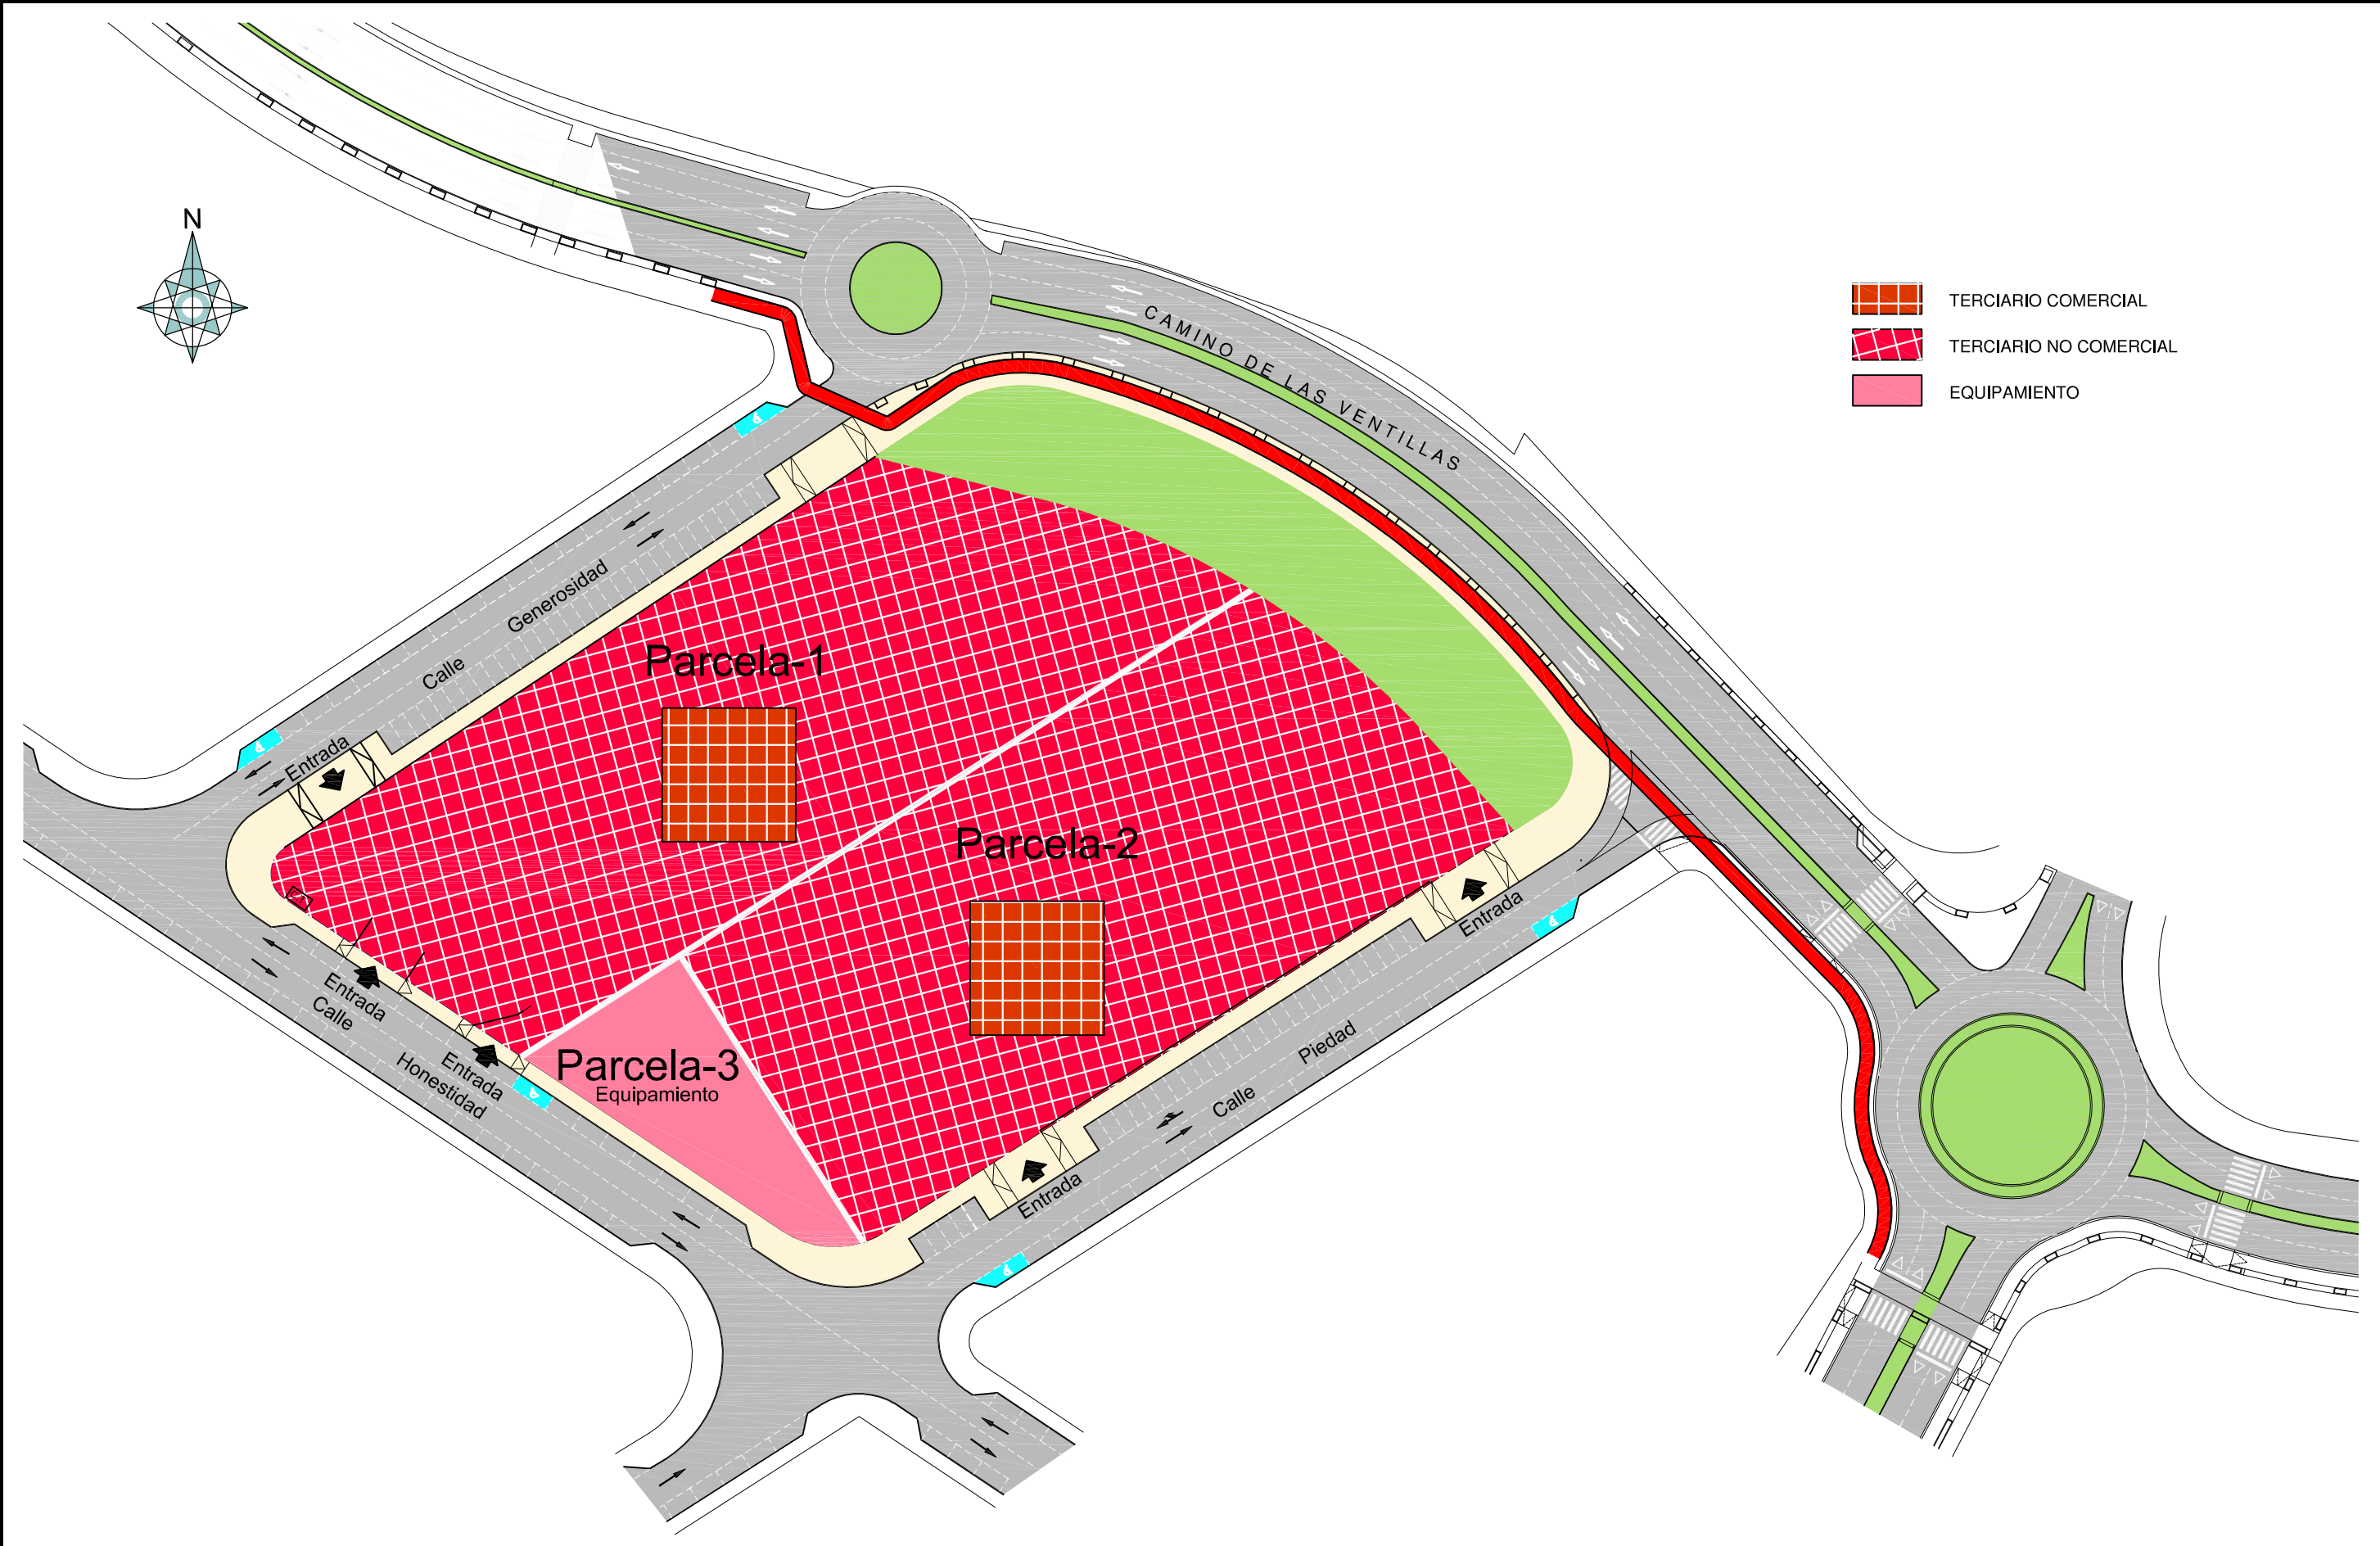 N
TERCIARIO COMERCIAL
TERCIARIO NO COMERCIAL
EQUIPAMIENTO
CAMINO DE LAS VENTILLAS
Calle Generosidad
Entrada
Parcela-1
Parcela-2
Entrada
Entrada
Calle Honestidad
Entrada
Parcela-3
Equipamiento
Calle Piedad
Entrada